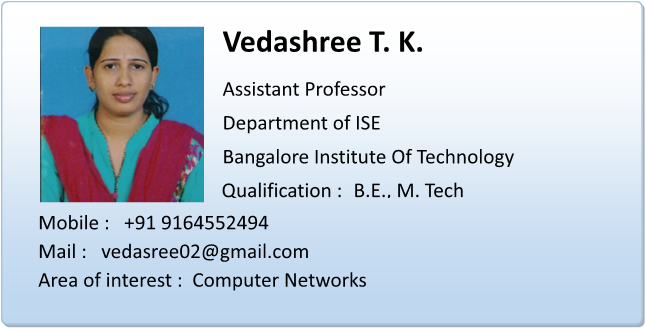 Vedashree T. K.
Assistant Professor
Department of ISE
Bangalore Institute Of Technology
Qualification :  B.E., M. Tech
Mobile :   +91 9164552494
Mail :   vedasree02@gmail.com
Area of interest :  Computer Networks